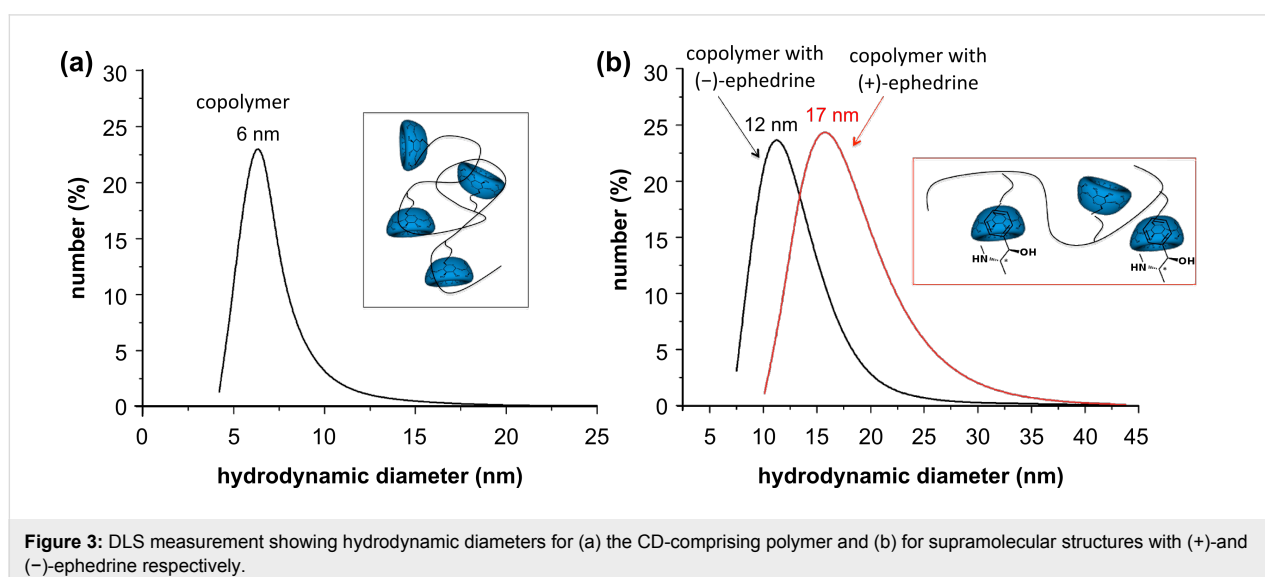 (a)
30
25
20
15
10
5
0
number (%)
copolymer
6 nm
0 5 10 15 20 25
hydrodynamic diameter (nm)
(b)
copolymer with
(−)-ephedrine
copolymer with
(+)-ephedrine
12 nm
17 nm
30
25
20
15
10
5
0
number (%)
HN
*
OH
HN
*
OH
5 10 15 20 25 30 35 40 45
hydrodynamic diameter (nm)
Figure 3: DLS measurement showing hydrodynamic diameters for (a) the CD-comprising polymer and (b) for supramolecular structures with (+)-and
(−)-ephedrine respectively.